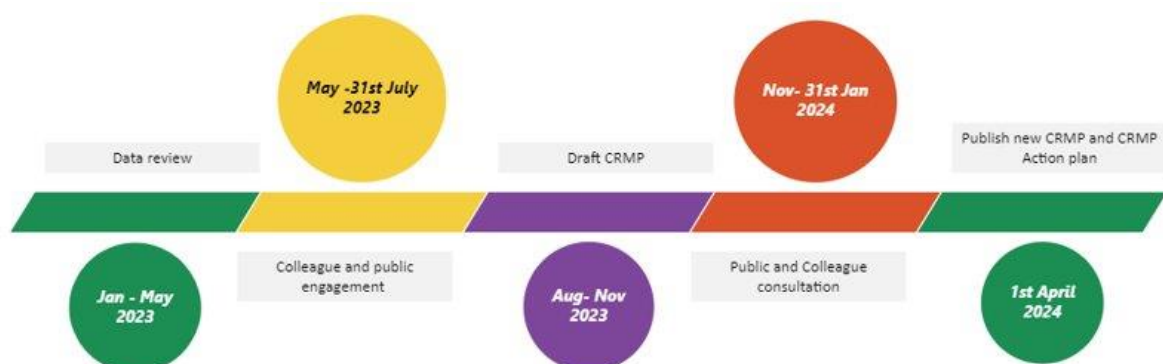 May -31st July
2023
Nov- 31st Jan
2024
Data review
Draft CRMP
Publish new CRMP and CRMP
Action plan
Colleague and public
engagement
Public and Colleague
consultation
Jan - May
2023
Aug- Nov
2023
1st April
2024